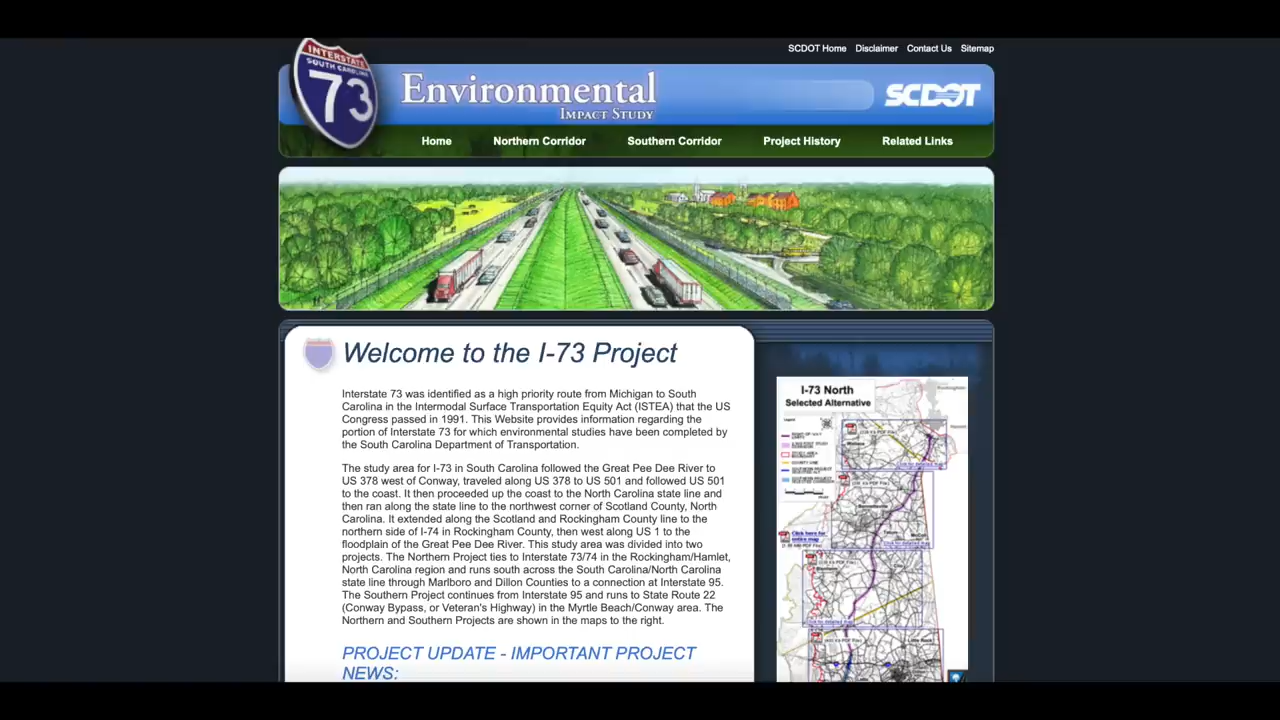 SCDOT Home Disclaimer Contact Us Sitemap
INTERSTATE
SOUTH CAROLINA
73
Environmental
IMPACT STUDY
SCDOT
Home Northern Corridor Southern Corridor Project History Related Links
Welcome to the I-73 Project
Interstate 73 was identified as a high priority route from Michigan to South
Carolina in the Intermodal Surface Transportation Equity Act (ISTEA) that the US
Congress passed in 1991. This Website provides information regarding the
portion of Interstate 73 for which environmental studies have been completed by
the South Carolina Department of Transportation.
The study area for I-73 in South Carolina followed the Great Pee Dee River to
US 378 west of Conway, traveled along US 378 to US 501 and followed US 501
to the coast. It then proceeded up the coast to the North Carolina state line and
then ran along the state line to the northwest corner of Scotland County, North
Carolina. It extended along the Scotland and Rockingham County line to the
northern side of I-74 in Rockingham County, then west along US 1 to the
floodplain of the Great Pee Dee River. This study area was divided into two
projects. The Northern Project ties to Interstate 73/74 in the Rockingham/Hamlet,
North Carolina region and runs south across the South Carolina/North Carolina
state line through Marlboro and Dillon Counties to a connection at Interstate 95.
The Southern Project continues from Interstate 95 and runs to State Route 22
(Conway Bypass, or Veteran's Highway) in the Myrtle Beach/Conway area. The
Northern and Southern Projects are shown in the maps to the right.
PROJECT UPDATE - IMPORTANT PROJECT
NEWS:
I-73 North
Selected Alternative
Click here for
entire map